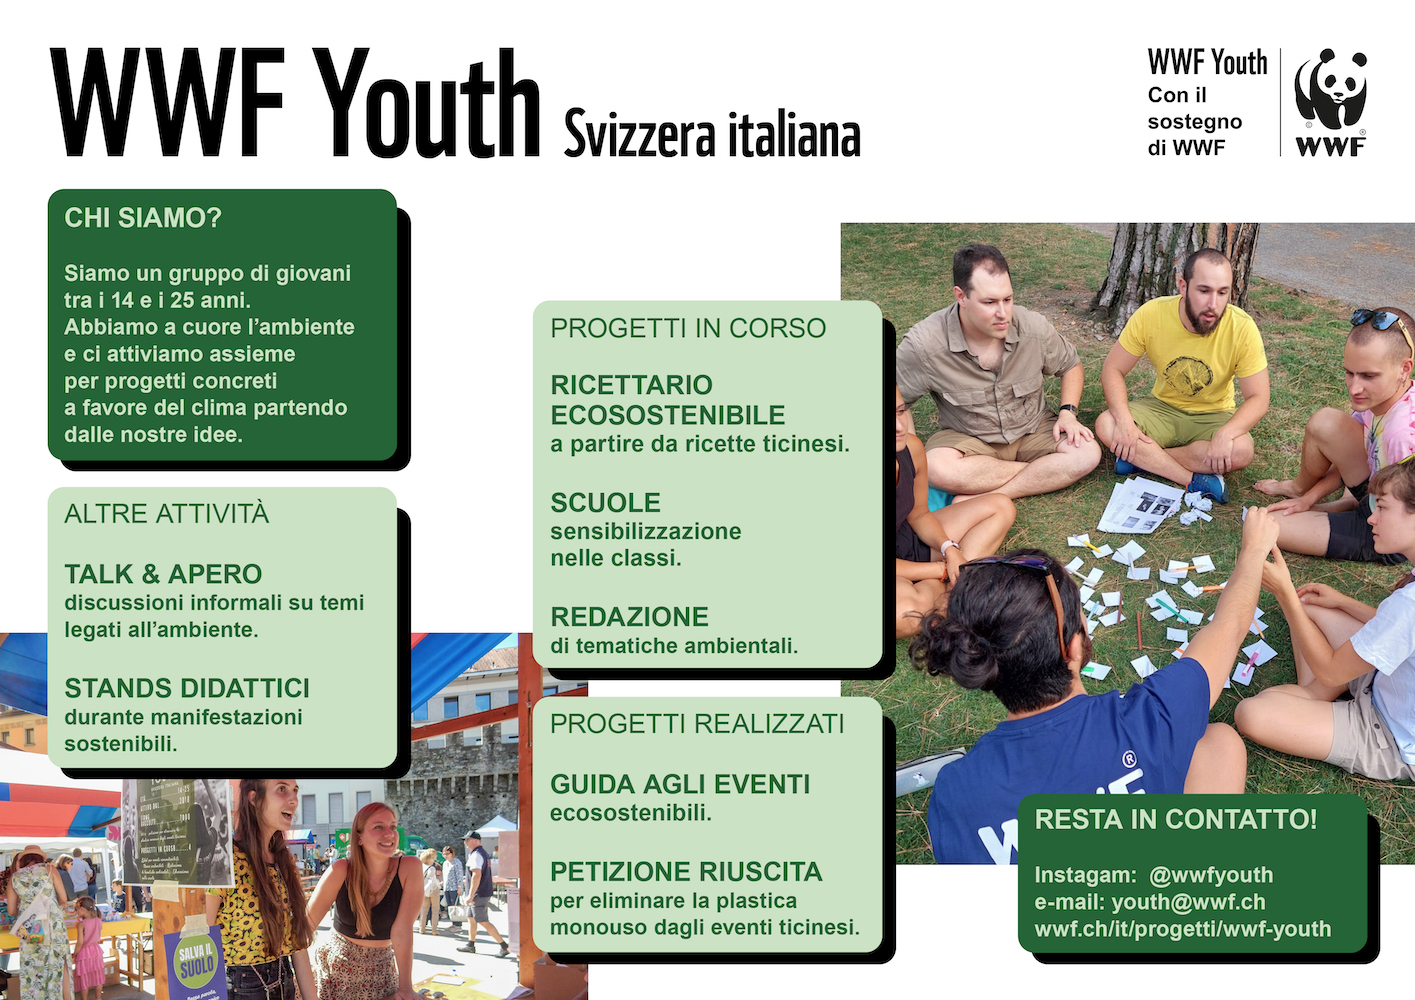 WWF Youth Svizzera italiana
WWF Youth
Con il
sostegno
di WWF
©
®
WWF
CHI SIAMO?
Siamo un gruppo di giovani
tra i 14 e i 25 anni.
Abbiamo a cuore l’ambiente
e ci attiviamo assieme
per progetti concreti
a favore del clima partendo
dalle nostre idee.
ALTRE ATTIVITÀ
TALK & APERO
discussioni informali su temi
legati all’ambiente.
STANDS DIDATTICI
durante manifestazioni
sostenibili.
PROGETTI IN CORSO
RICETTARIO
ECOSOSTENIBILE
a partire da ricette ticinesi.
SCUOLE
sensibilizzazione
nelle classi.
REDAZIONE
di tematiche ambientali.
PROGETTI REALIZZATI
GUIDA AGLI EVENTI
ecosostenibili.
PETIZIONE RIUSCITA
per eliminare la plastica
monouso dagli eventi ticinesi.
RESTA IN CONTATTO!
Instagam: @wwfyouth
e-mail: youth@wwf.ch
wwf.ch/it/progetti/wwf-youth
SALVA IL
SUOLO
®